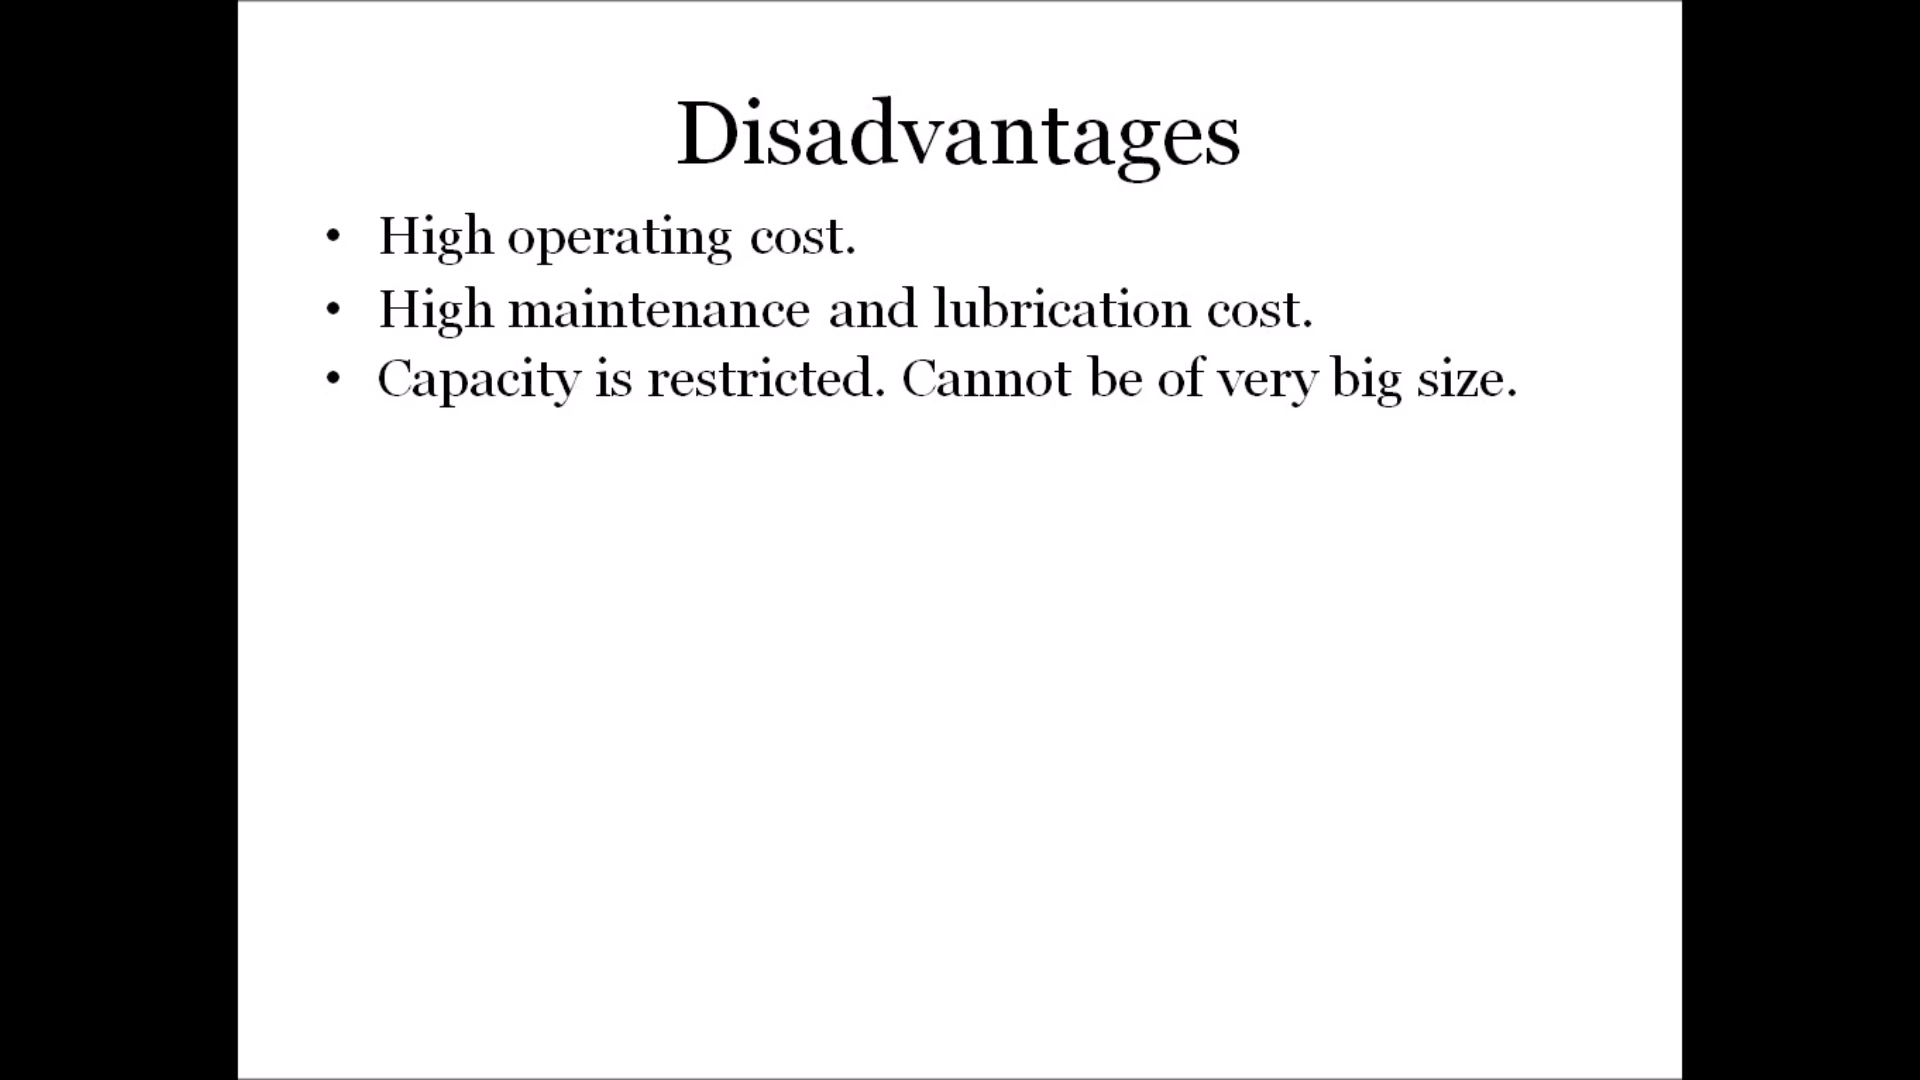 Disadvantages
• High operating cost.
• High maintenance and lubrication cost.
• Capacity is restricted. Cannot be of very big size.